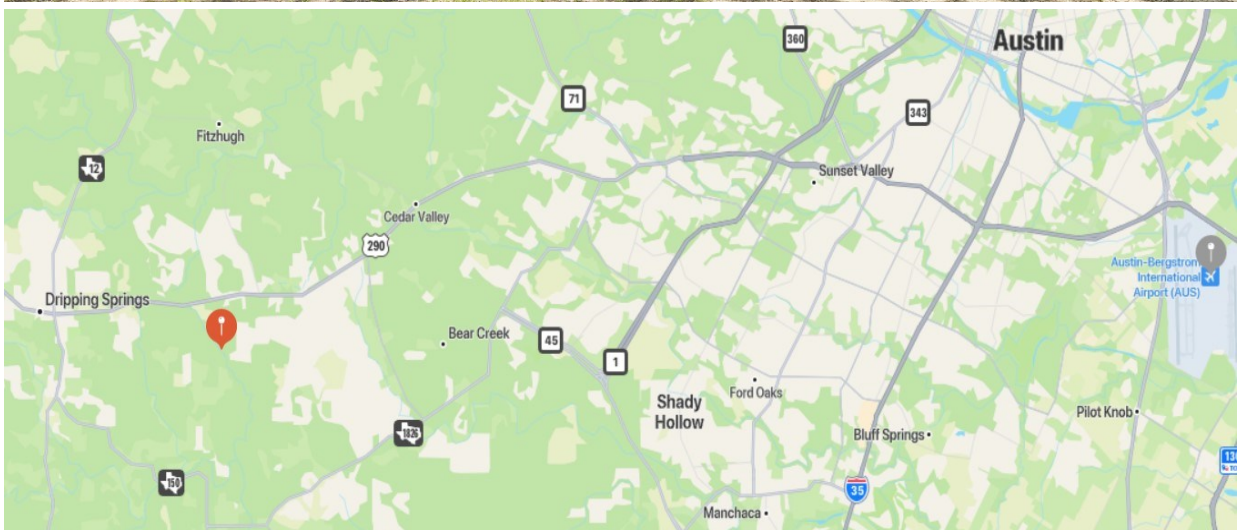 Austin
360
71
343
Fitzhugh
12
Sunset Valley
Cedar Valley
290
Austin-Bergstrom
International
Airport (AUS)
Dripping Springs
Bear Creek
45
1
Ford Oaks
Shady
Hollow
Pilot Knob
1826
Bluff Springs
130
150
35
Manchaca